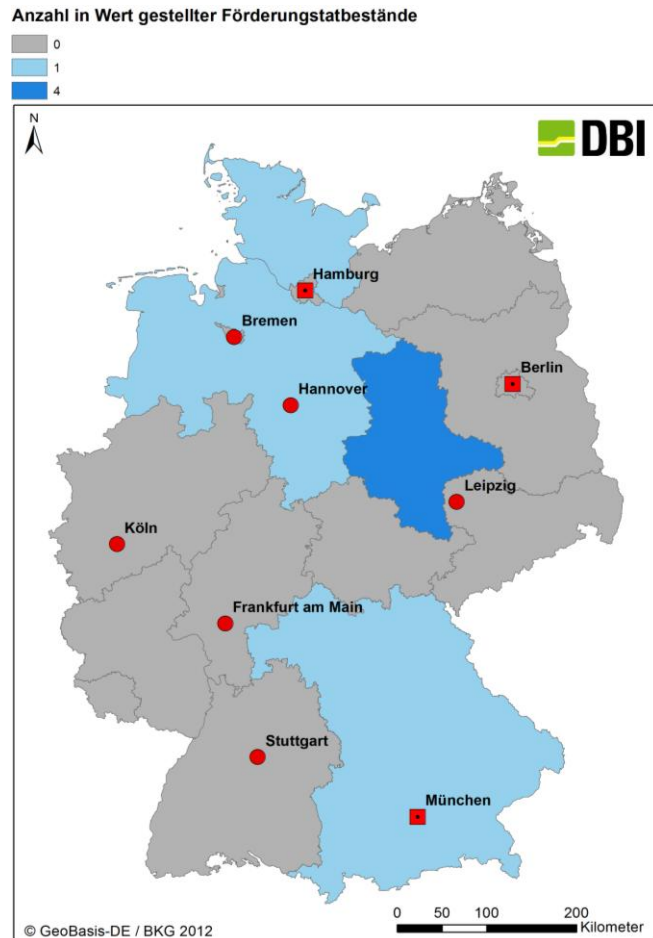 Anzahl in Wert gestellter Förderungstatbestände
0
1
4
N
DBI
Hamburg
Bremen
Berlin
Hannover
Leipzig
Köln
Frankfurt am Main
Stuttgart
München
0 50 100 200
Kilometer
© GeoBasis-DE / BKG 2012